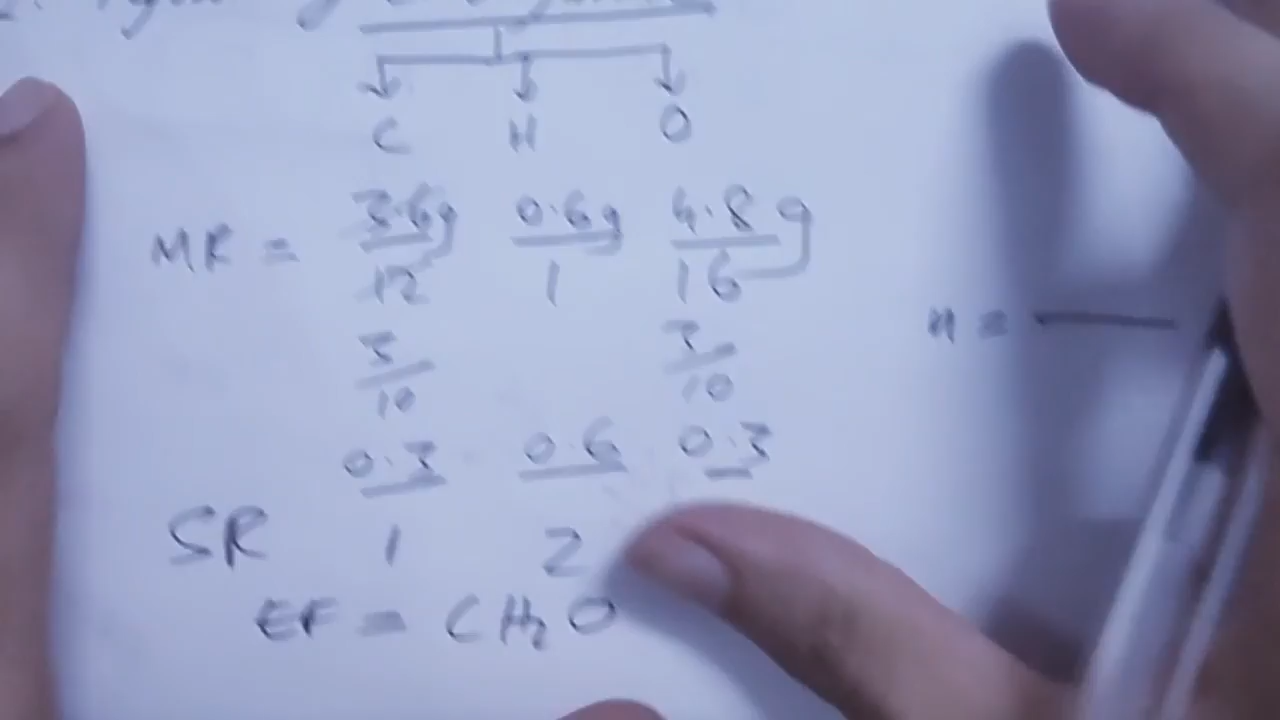 C H O
MR = 3.6g 0.6g 4.8g
12 1 16
3 3
10 10
n =
0.3 0.6 0.3
SR 1 2
EF = CH2O